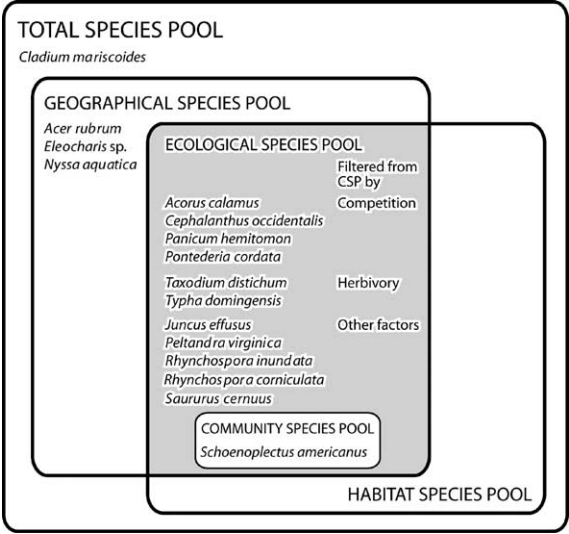 TOTAL SPECIES POOL
Cladium mariscoides
GEOGRAPHICAL SPECIES POOL
Acer rubrum
Eleocharis sp.
Nyssa aquatica
ECOLOGICAL SPECIES POOL
Filtered from
CSP by
Acorus calamus Competition
Cephalanthus occidentalis
Panicum hemitomon
Pontederia cordata
Taxodium distichum Herbivory
Typha domingensis
Juncus effusus Other factors
Peltandra virginica
Rhynchospora inundata
Rhynchospora corniculata
Saururus cernuus
COMMUNITY SPECIES POOL
Schoenoplectus americanus
HABITAT SPECIES POOL